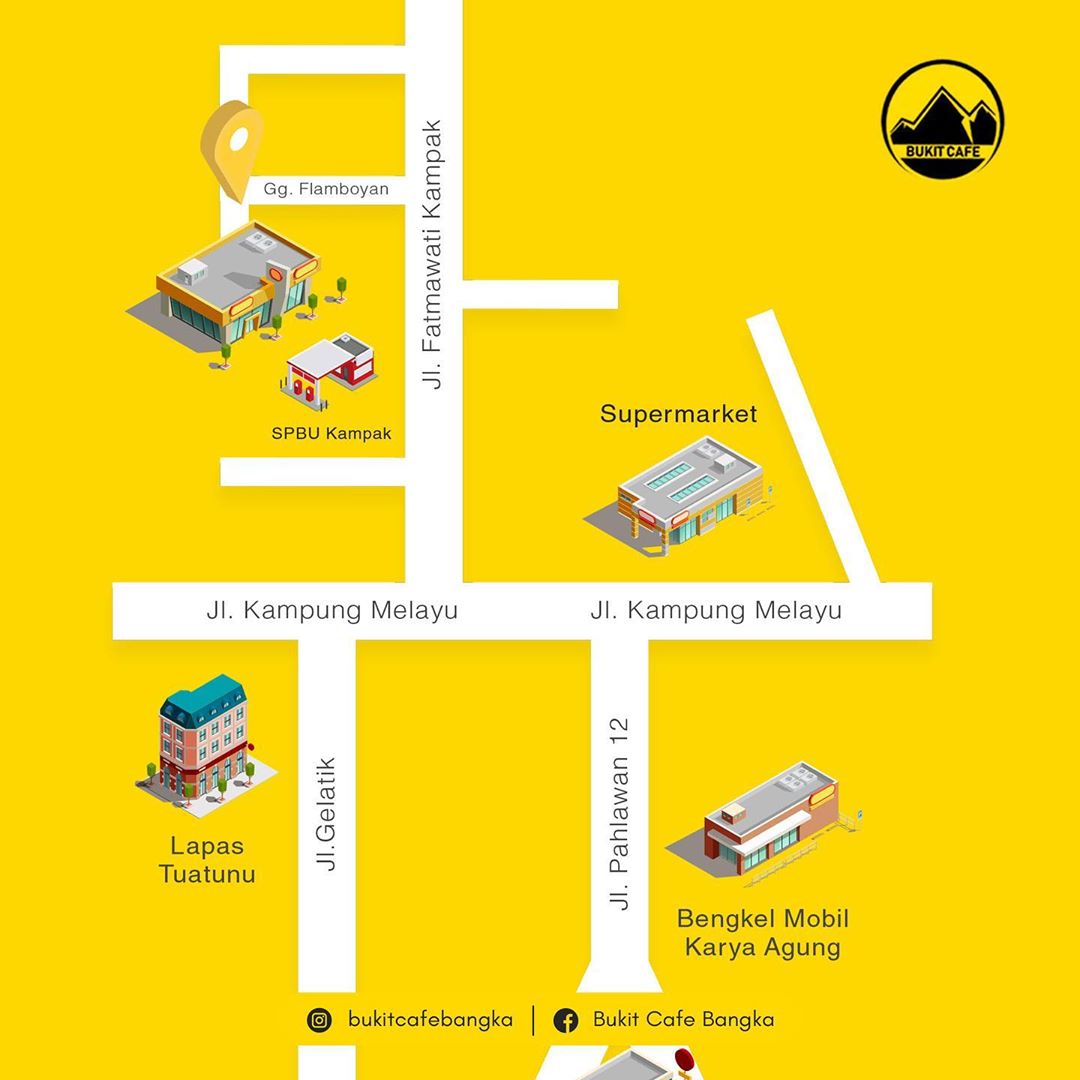 BUKIT CAFE
Gg. Flamboyan
Jl. Fatmawati Kampak
SPBU Kampak
Supermarket
Jl. Kampung Melayu
Jl. Kampung Melayu
Lapas
Tuatunu
Jl.Gelatik
Jl. Pahlawan 12
Bengkel Mobil
Karya Agung
bukitcafebangka | Bukit Cafe Bangka